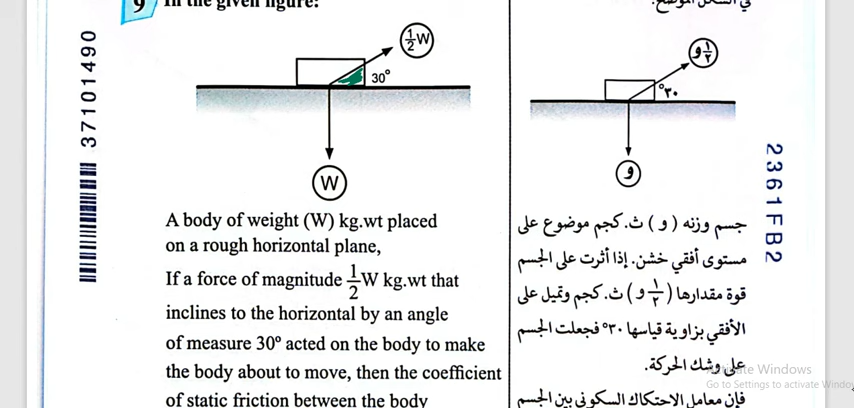 9 In the given figure:
½W
30°
W
A body of weight (W) kg.wt placed
on a rough horizontal plane,
If a force of magnitude ½W kg.wt that
inclines to the horizontal by an angle
of measure 30° acted on the body to make
the body about to move, then the coefficient
of static friction between the body
في الشكل الموضح:
١/٢ و
٣٠°
و
جسم وزنه ( و ) ث.كجم موضوع على
مستوى أفقي خشن. إذا أثرت على الجسم
قوة مقدارها (١/٢ و) ث.كجم وتميل على
الأفقي بزاوية قياسها ٣٠° فجعلت الجسم
على وشك الحركة.
فإن معامل الاحتكاك السكوني بين الجسم
37101490
2361FB2
Activate Windows
Go to Settings to activate Windows